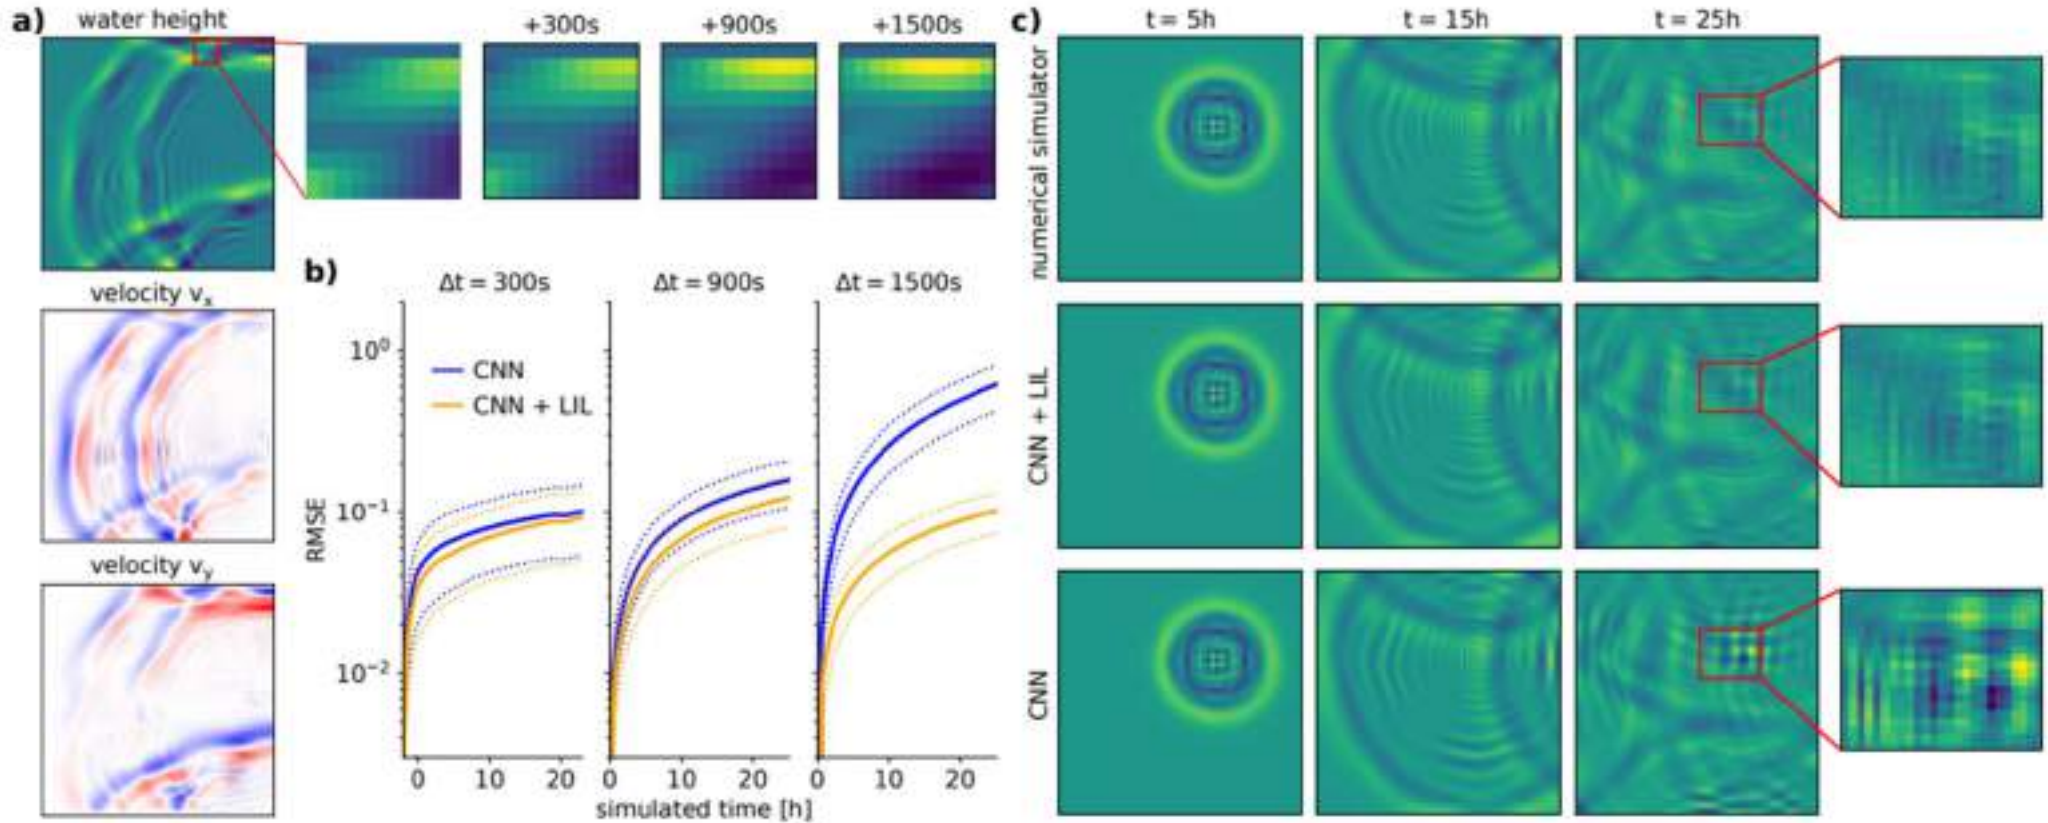 a)
water height
+300s
+900s
+1500s
velocity vx
velocity vy
b)
Δt = 300s
Δt = 900s
Δt = 1500s
CNN
CNN + LIL
RMSE
10⁰
10⁻¹
10⁻²
0 10 20
0 10 20
0 10 20
simulated time [h]
c)
t = 5h
t = 15h
t = 25h
numerical simulator
CNN + LIL
CNN